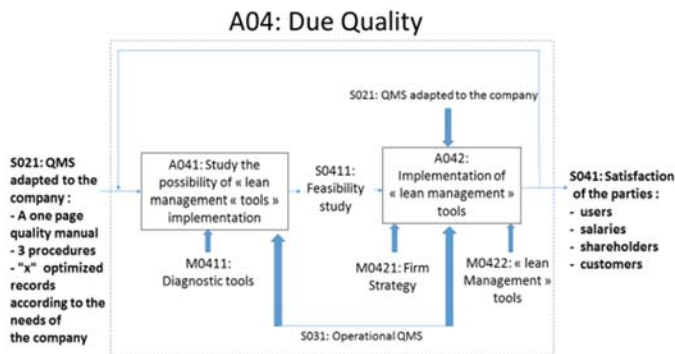 A04: Due Quality
S021: QMS adapted to the company
S021: QMS
adapted to the
company :
- A one page
quality manual
- 3 procedures
- "x" optimized
records
according to the
needs of
the company
A041: Study the
possibility of « lean
management « tools »
implementation
S0411:
Feasibility
study
A042:
Implementation of
« lean management »
tools
S041: Satisfaction
of the parties :
- users
- salaries
- shareholders
- customers
M0411:
Diagnostic tools
M0421: Firm
Strategy
M0422: « lean
Management »
tools
S031: Operational QMS